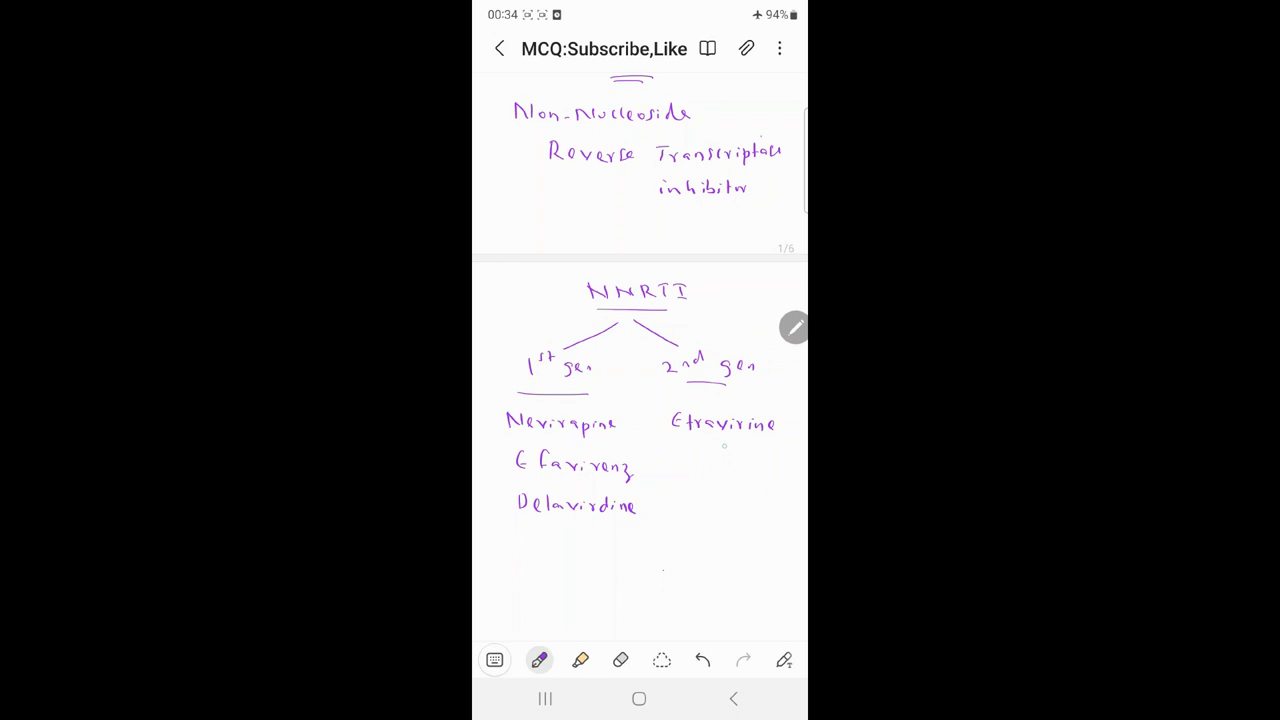 00:34 94%
MCQ:Subscribe,Like
Non-Nucleoside
Reverse Transcriptase
inhibitor
1/6
NNRTI
1st gen 2nd gen
Nevirapine Etravirine
Efavirenz
Delavirdine